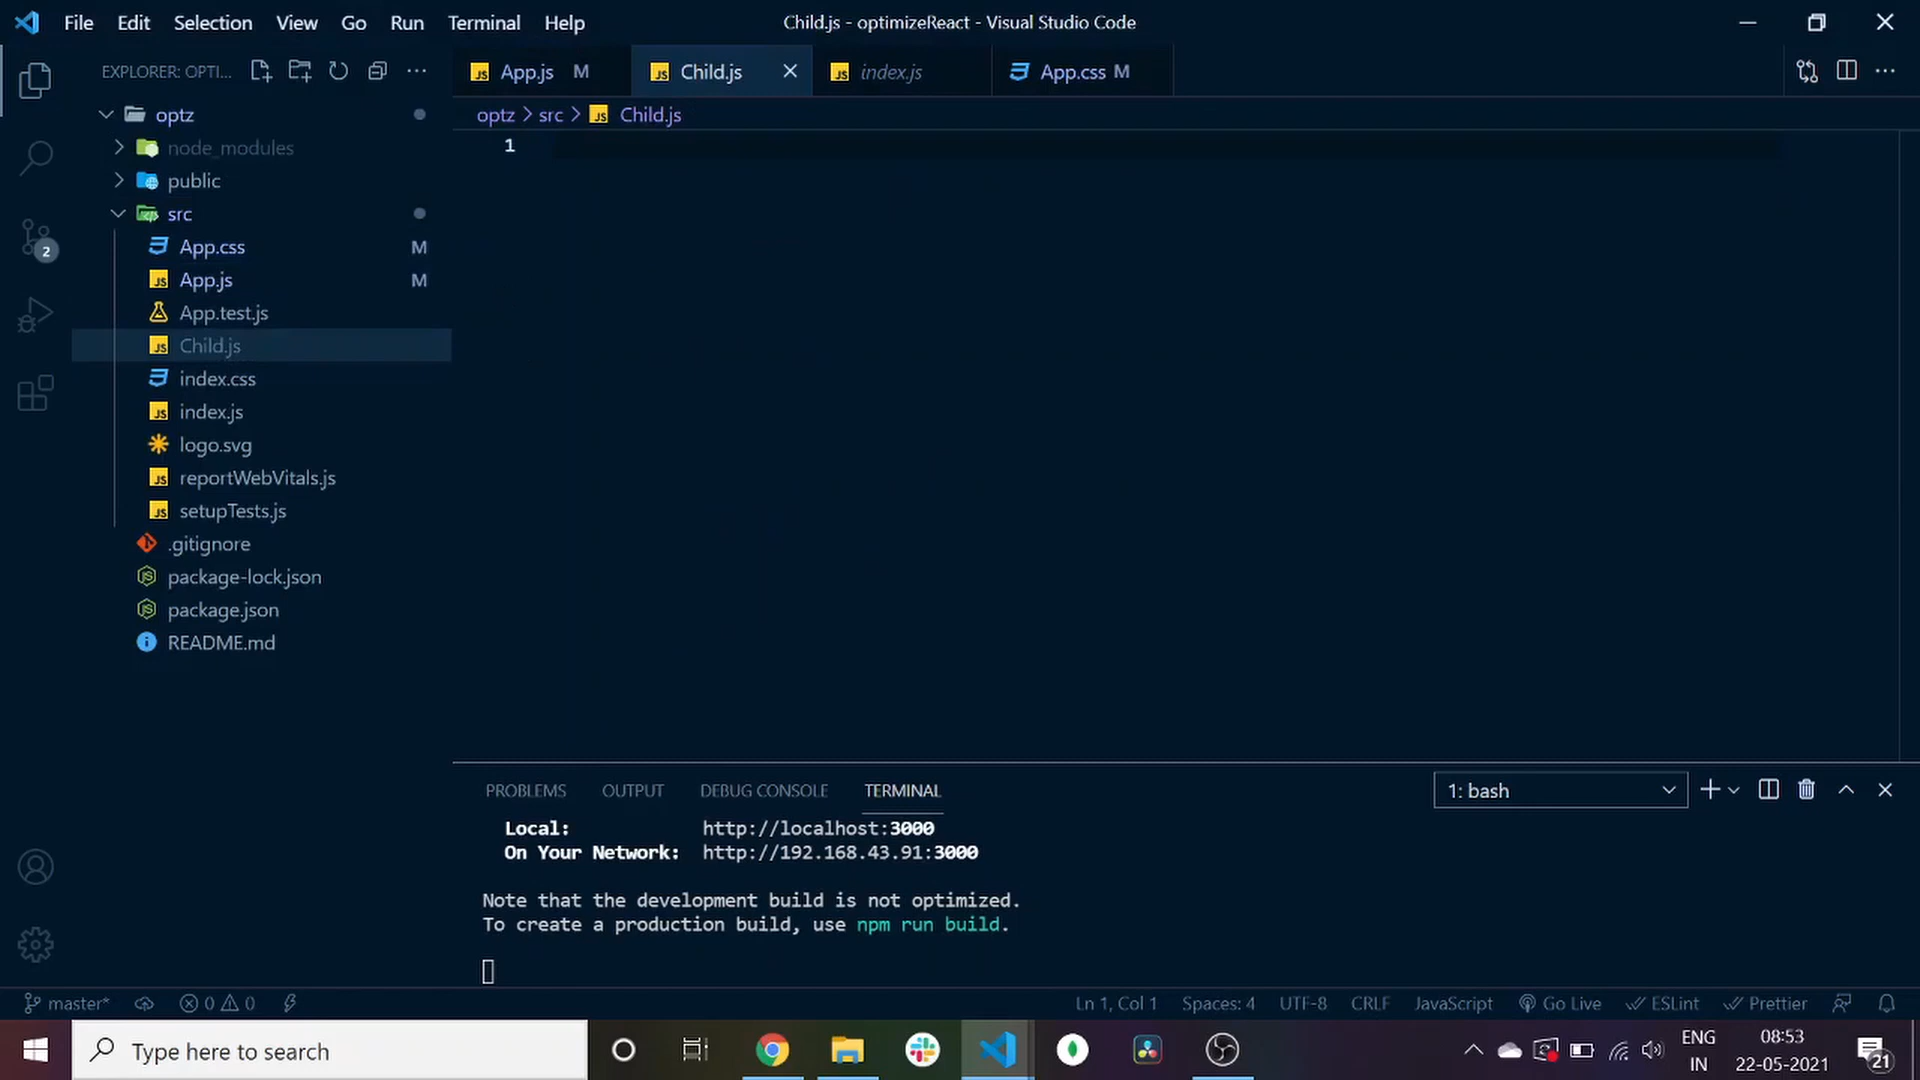 File Edit Selection View Go Run Terminal Help
Child.js - optimizeReact - Visual Studio Code
EXPLORER: OPTI...
App.js M
Child.js
index.js
App.css M
optz
optz > src > Child.js
1
node_modules
public
src
App.css M
App.js M
App.test.js
Child.js
index.css
index.js
logo.svg
reportWebVitals.js
setupTests.js
.gitignore
package-lock.json
package.json
README.md
2
PROBLEMS OUTPUT DEBUG CONSOLE TERMINAL
1: bash
Local: http://localhost:3000
On Your Network: http://192.168.43.91:3000
Note that the development build is not optimized.
To create a production build, use npm run build.
master* 0 0
Ln 1, Col 1 Spaces: 4 UTF-8 CRLF JavaScript Go Live ESLint Prettier
Type here to search
ENG
IN
08:53
22-05-2021
21